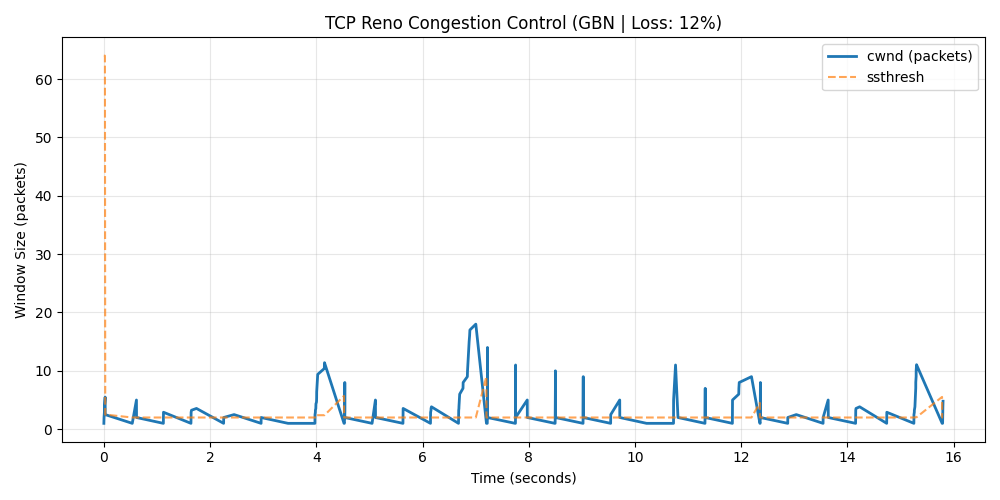 TCP Reno Congestion Control (GBN | Loss: 12%)
cwnd (packets)
ssthresh
Window Size (packets)
60
50
40
30
20
10
0
0 2 4 6 8 10 12 14 16
Time (seconds)